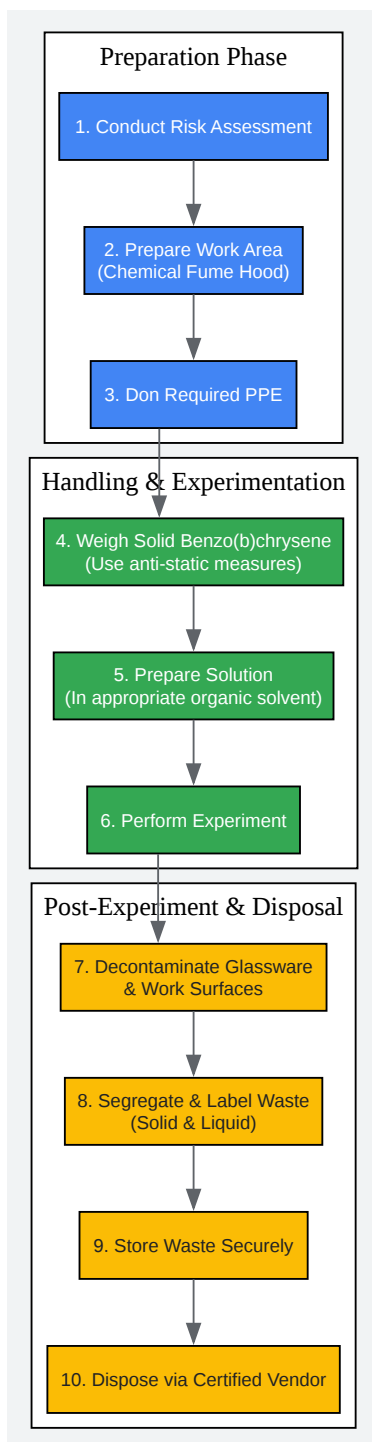 Preparation Phase
1. Conduct Risk Assessment
2. Prepare Work Area
(Chemical Fume Hood)
3. Don Required PPE
Handling & Experimentation
4. Weigh Solid Benzo(b)chrysene
(Use anti-static measures)
5. Prepare Solution
(In appropriate organic solvent)
6. Perform Experiment
Post-Experiment & Disposal
7. Decontaminate Glassware
& Work Surfaces
8. Segregate & Label Waste
(Solid & Liquid)
9. Store Waste Securely
10. Dispose via Certified Vendor